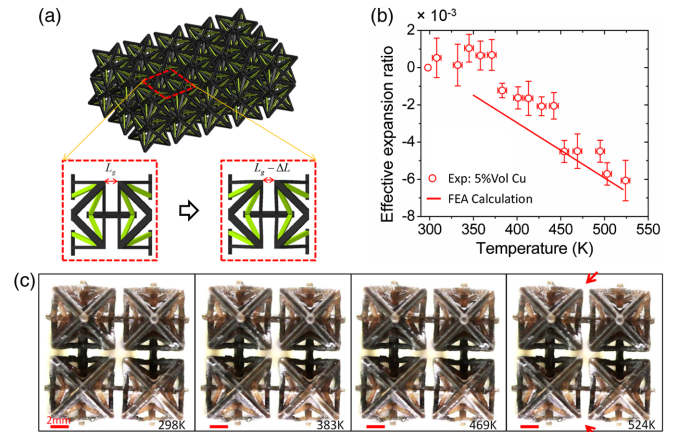 (a)
L_g
L_g − ΔL
(b)
× 10⁻³
Effective expansion ratio
2
0
-2
-4
-6
-8
Exp: 5%Vol Cu
FEA Calculation
300 350 400 450 500 550
Temperature (K)
(c)
2mm
298K
383K
469K
524K